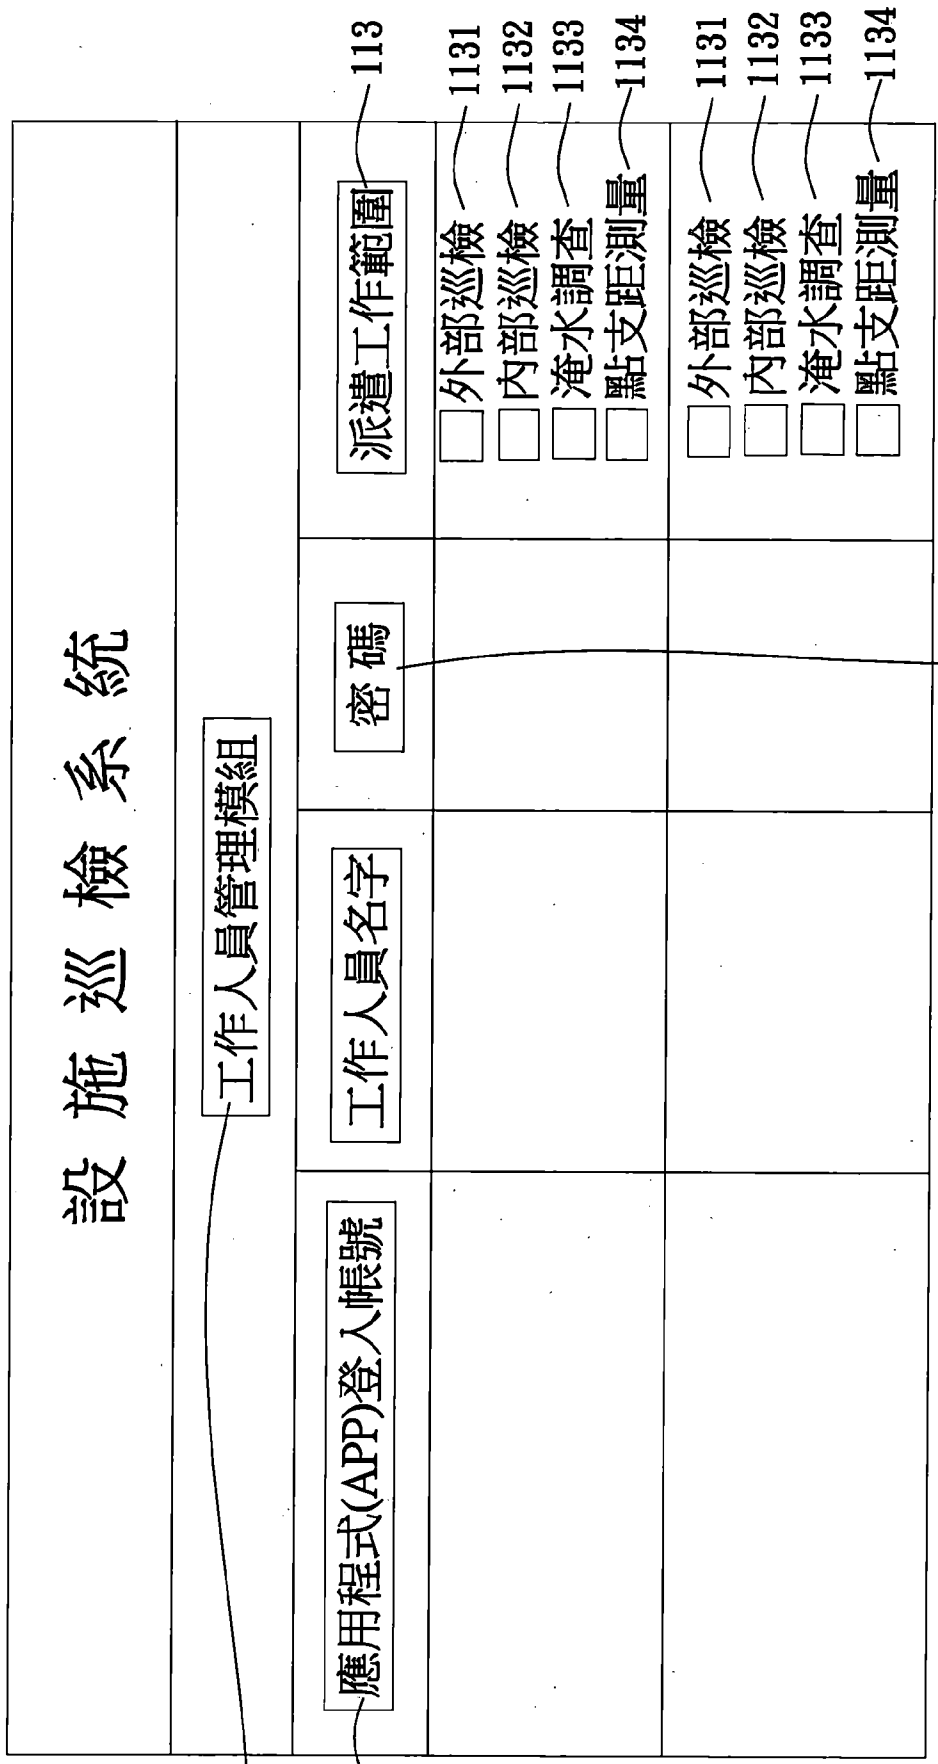 設施巡檢系統
工作人員管理模組
應用程式(APP)登入帳號
工作人員名字
密碼
派遣工作範圍
113
外部巡檢 1131
內部巡檢 1132
淹水調查 1133
點支距測量 1134
外部巡檢 1131
內部巡檢 1132
淹水調查 1133
點支距測量 1134